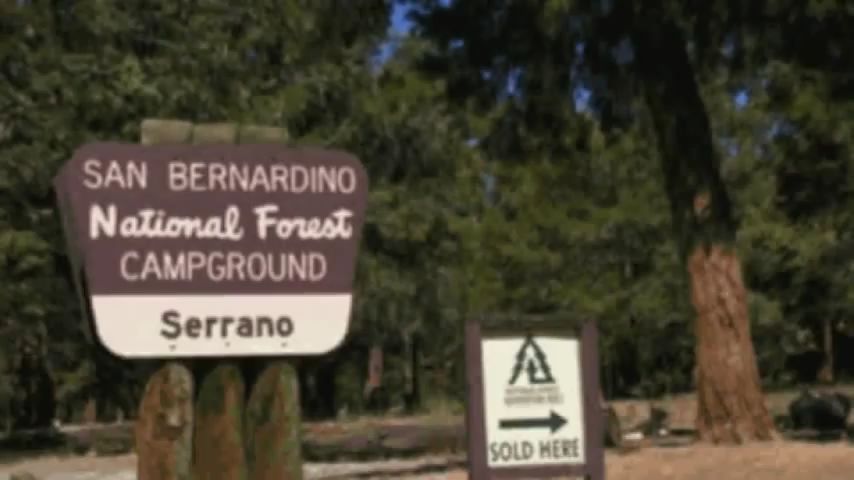 SAN BERNARDINO
National Forest
CAMPGROUND
Serrano
SOLD HERE